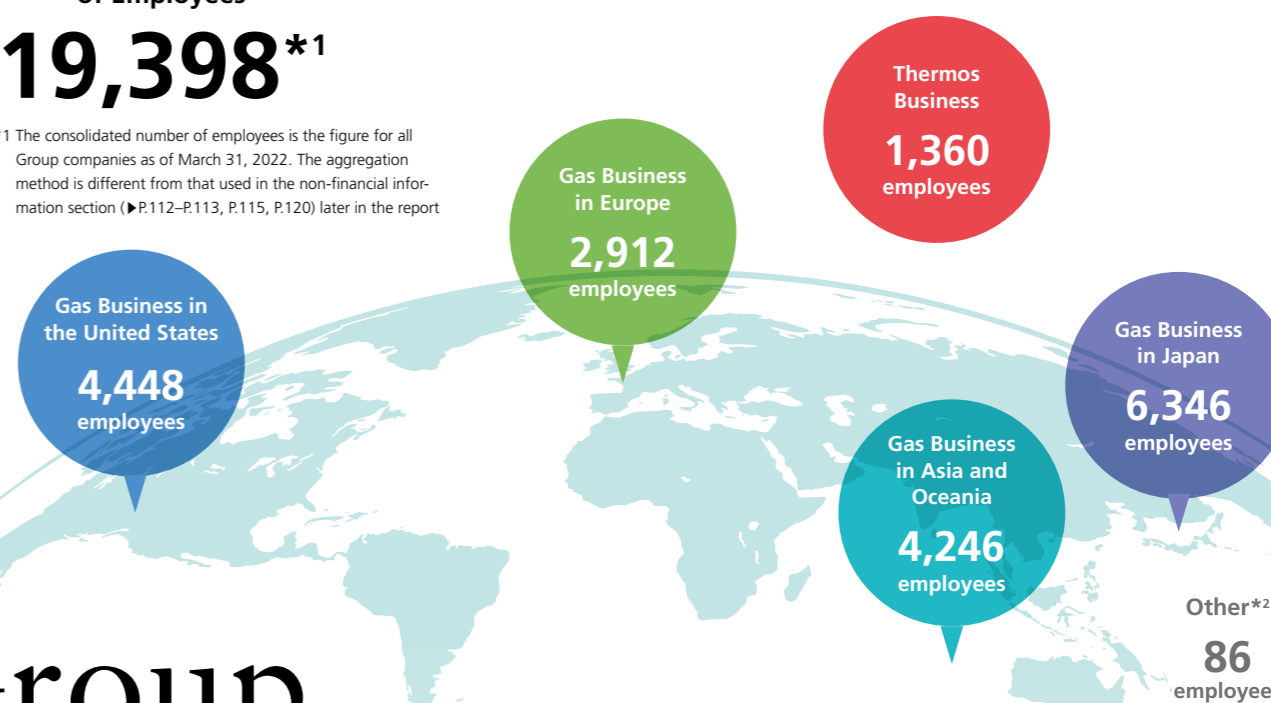 of Employees
19,398*1
*1 The consolidated number of employees is the figure for all
Group companies as of March 31, 2022. The aggregation
method is different from that used in the non-financial infor-
mation section (▶P.112–P.113, P.115, P.120) later in the report
Thermos
Business
1,360
employees
Gas Business
in Europe
2,912
employees
Gas Business in
the United States
4,448
employees
Gas Business
in Japan
6,346
employees
Gas Business
in Asia and
Oceania
4,246
employees
Other*2
86
employee
roup